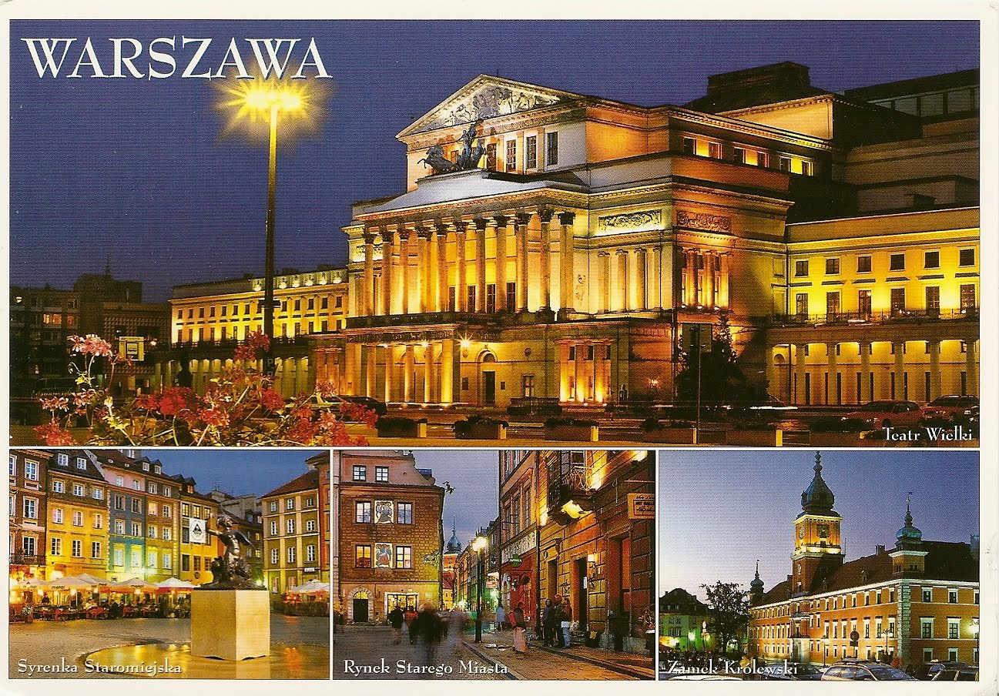 WARSZAWA
Teatr Wielki
Syrenka Staromiejska
Rynek Starego Miasta
Zamek Królewski